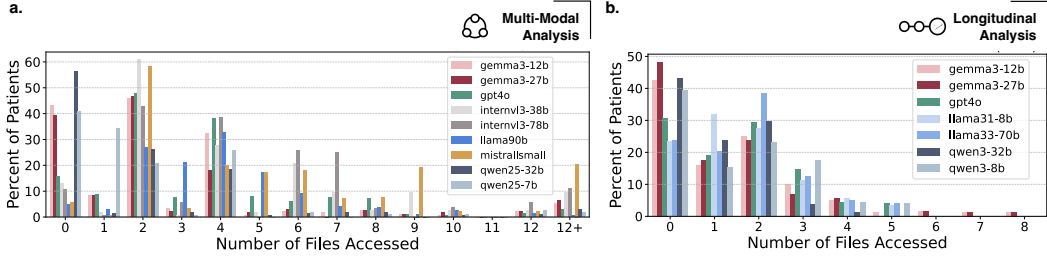 a.
Multi-Modal
Analysis
Percent of Patients
60
50
40
30
20
10
0
gemma3-12b
gemma3-27b
gpt4o
internvl3-38b
internvl3-78b
llama90b
mistrallsmall
qwen25-32b
qwen25-7b
0 1 2 3 4 5 6 7 8 9 10 11 12 12+
Number of Files Accessed
b.
Longitudinal
Analysis
Percent of Patients
50
40
30
20
10
0
gemma3-12b
gemma3-27b
gpt4o
llama31-8b
llama33-70b
qwen3-32b
qwen3-8b
0 1 2 3 4 5 6 7 8
Number of Files Accessed